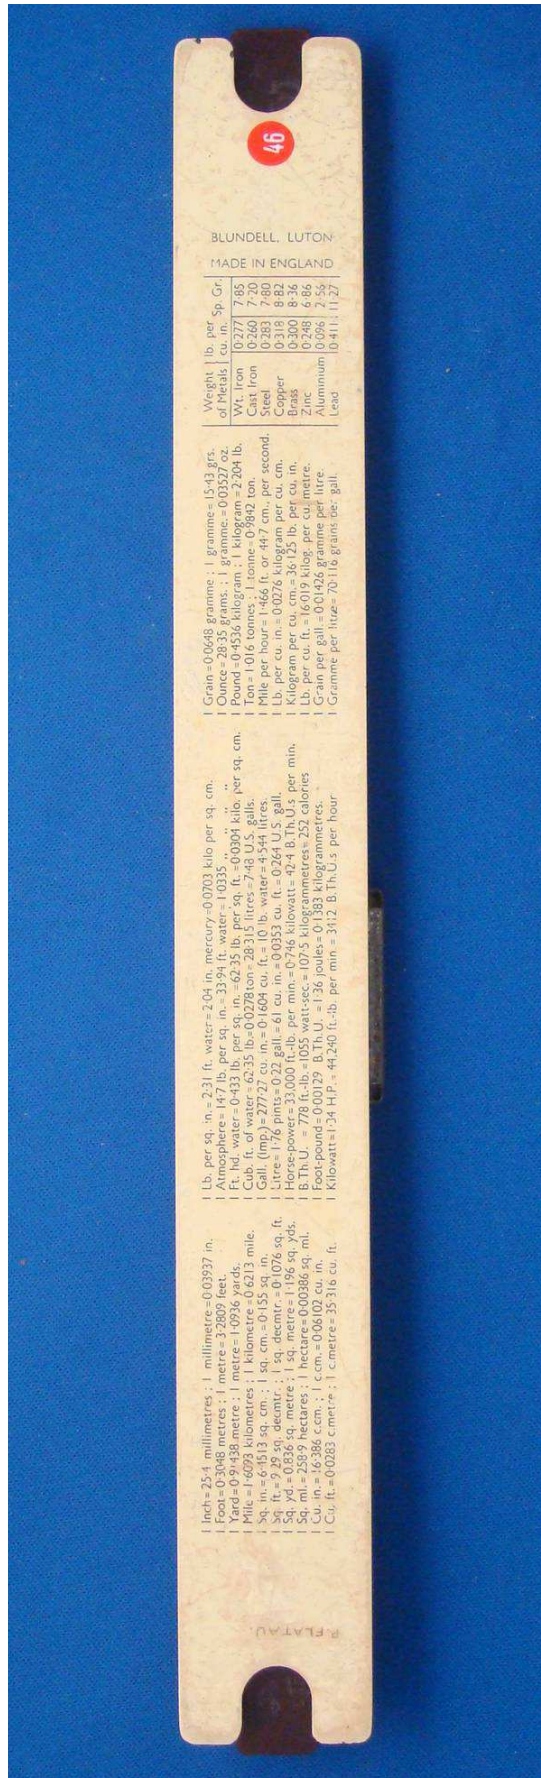 46
BLUNDELL. LUTON
MADE IN ENGLAND
Weight of Metals | lb. per cu. in. | Sp. Gr.
Wt. Iron 0·277 7·85
Cast Iron 0·260 7·20
Steel 0·283 7·80
Copper 0·318 8·82
Brass 0·300 8·36
Zinc 0·248 6·86
Aluminium 0·096 2·56
Lead 0·411 11·27
1 Grain = 0·0648 gramme ; 1 gramme = 15·43 grs.
1 Ounce = 28·35 grams. ; 1 gramme. = 0·03527 oz.
1 Pound = 0·4536 kilogram ; 1 kilogram = 2·204 lb.
1 Ton = 1·016 tonnes ; 1 tonne = 0·9842 ton.
1 Mile per hour = 1·466 ft. or 44·7 cm., per second.
1 Lb. per cu. in. = 0·0276 kilogram per cu. cm.
1 Kilogram per cu. cm. = 36·125 lb. per cu. in.
1 Lb. per cu. ft. = 16·019 kilog. per cu. metre.
1 Grain per gall. = 0·01426 gramme per litre.
1 Gramme per litre = 70·116 grains per gall.
1 Lb. per sq. in. = 2·31 ft. water = 2·04 in. mercury = 0·0703 kilo per sq. cm.
1 Atmosphere = 14·7 lb. per sq. in. = 33·94 ft. water = 1·0335 ,, ,, ,, ,,
1 Ft. hd. water = 0·433 lb. per sq. in. = 62·35 lb. per sq. ft. = 0·0304 kilo. per sq. cm.
1 Cub. ft. of water = 62·35 lb. = 0·0278 ton = 28·315 litres = 7·48 U.S. galls.
1 Gall. (Imp.) = 277·27 cu. in. = 0·1604 cu. ft. = 10 lb. water = 4·544 litres.
1 Litre = 1·76 pints = 0·22 gall. = 61 cu. in. = 0·0353 cu. ft. = 0·264 U.S. gall.
1 Horse-power = 33,000 ft.-lb. per min. = 0·746 kilowatt = 42·4 B.Th.U.s per min.
1 B.Th.U. = 778 ft.-lb. = 1055 watt-sec. = 107·5 kilogrammetres = 252 calories
1 Foot-pound = 0·00129 B.Th.U. = 1·36 joules = 0·1383 kilogrammetres.
1 Kilowatt = 1·34 H.P. = 44,240 ft.-lb. per min = 3412 B.Th.U.s per hour
1 Inch = 25·4 millimetres ; 1 millimetre = 0·03937 in.
1 Foot = 0·3048 metres ; 1 metre = 3·2809 feet.
1 Yard = 0·91438 metre ; 1 metre = 1·0936 yards.
1 Mile = 1·6093 kilometres ; 1 kilometre = 0·6213 mile.
1 Sq. in. = 6·4513 sq. cm. ; 1 sq. cm. = 0·155 sq. in.
1 Sq. ft. = 9·29 sq. decmtr. ; 1 sq. decmtr. = 0·1076 sq. ft.
1 Sq. yd. = 0·836 sq. metre ; 1 sq. metre = 1·196 sq. yds.
1 Sq. ml. = 258·9 hectares ; 1 hectare = 0·00386 sq. ml.
1 Cu. in. = 16·386 c.cm. ; 1 c.cm. = 0·06102 cu. in.
1 Cu. ft. = 0·0283 c.metre ; 1 c.metre = 35·316 cu. ft.
P. FLATAU.